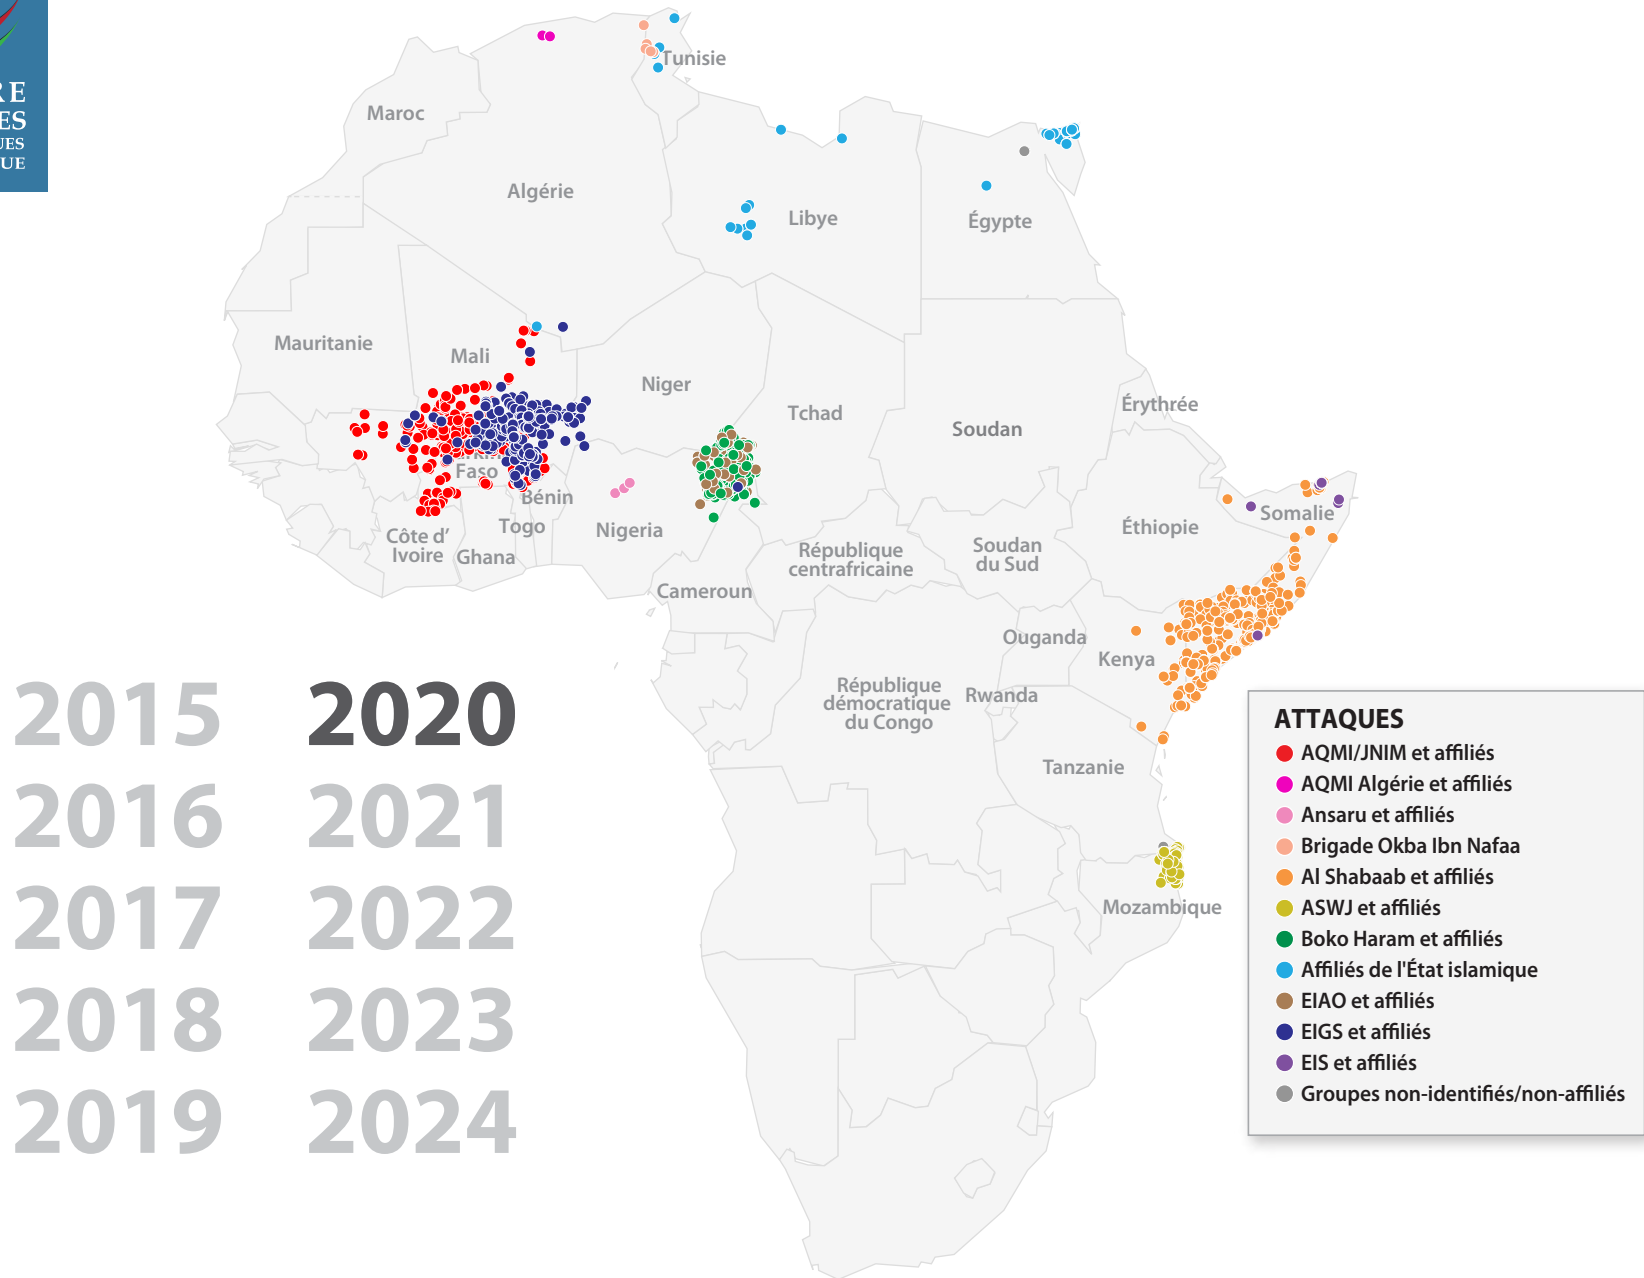 RE
ES
UES
UE
Tunisie
Maroc
Algérie
Libye
Égypte
Mauritanie
Mali
Niger
Tchad
Soudan
Érythrée
Faso
Bénin
Togo
Nigeria
Côte d’
Ivoire
Ghana
Cameroun
République
centrafricaine
Soudan
du Sud
Éthiopie
Somalie
Ouganda
Kenya
Rwanda
République
démocratique
du Congo
Tanzanie
Mozambique
2015
2020
2016
2021
2017
2022
2018
2023
2019
2024
ATTAQUES
AQMI/JNIM et affiliés
AQMI Algérie et affiliés
Ansaru et affiliés
Brigade Okba Ibn Nafaa
Al Shabaab et affiliés
ASWJ et affiliés
Boko Haram et affiliés
Affiliés de l'État islamique
EIAO et affiliés
EIGS et affiliés
EIS et affiliés
Groupes non-identifiés/non-affiliés